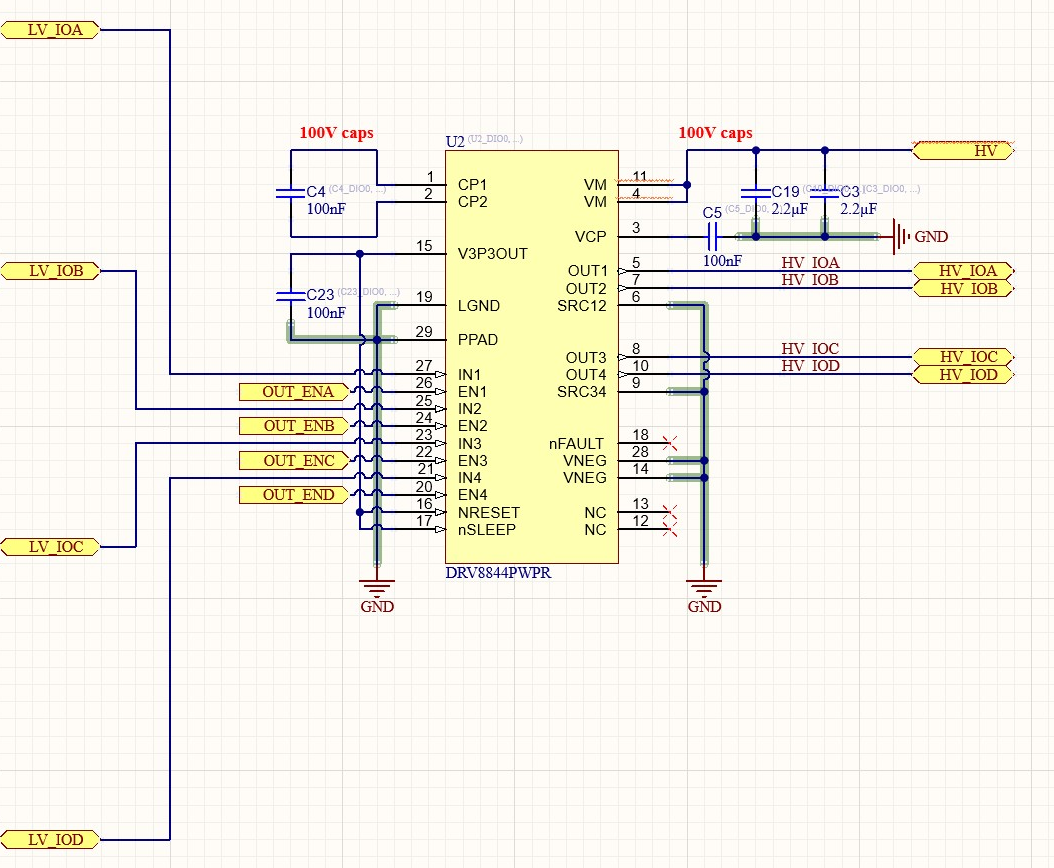 LV_IOA
100V caps
100V caps
U2 (U2_DIO0, ...)
HV
1 CP1
VM 11
C4 (C4_DIO0, ...)
C19
C3
C3_DIO0, ...)
2 CP2
VM 4
100nF
2.2µF
2.2µF
C5 (C5_DIO0,
VCP 3
GND
15 V3P3OUT
100nF
HV_IOA
LV_IOB
OUT1 5
HV_IOA
HV_IOB
OUT2 7
HV_IOB
C23 (C23_DIO0, ...)
19 LGND
SRC12 6
100nF
29 PPAD
OUT3 8
HV_IOC
HV_IOC
27 IN1
OUT4 10
HV_IOD
HV_IOD
OUT_ENA
26 EN1
SRC34 9
25 IN2
OUT_ENB
24 EN2
23 IN3
nFAULT 18
OUT_ENC
22 EN3
VNEG 28
21 IN4
VNEG 14
OUT_END
20 EN4
16 NRESET
NC 13
17 nSLEEP
NC 12
LV_IOC
DRV8844PWPR
GND
GND
LV_IOD